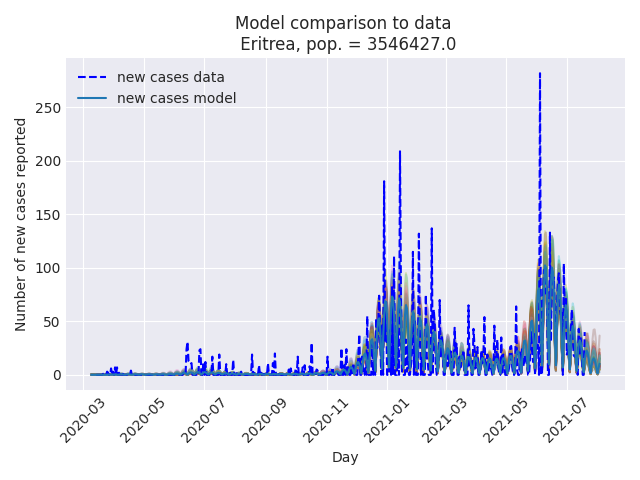 Model comparison to data
Eritrea, pop. = 3546427.0
new cases data
new cases model
Number of new cases reported
250
200
150
100
50
0
2020-03
2020-05
2020-07
2020-09
2020-11
2021-01
2021-03
2021-05
2021-07
Day